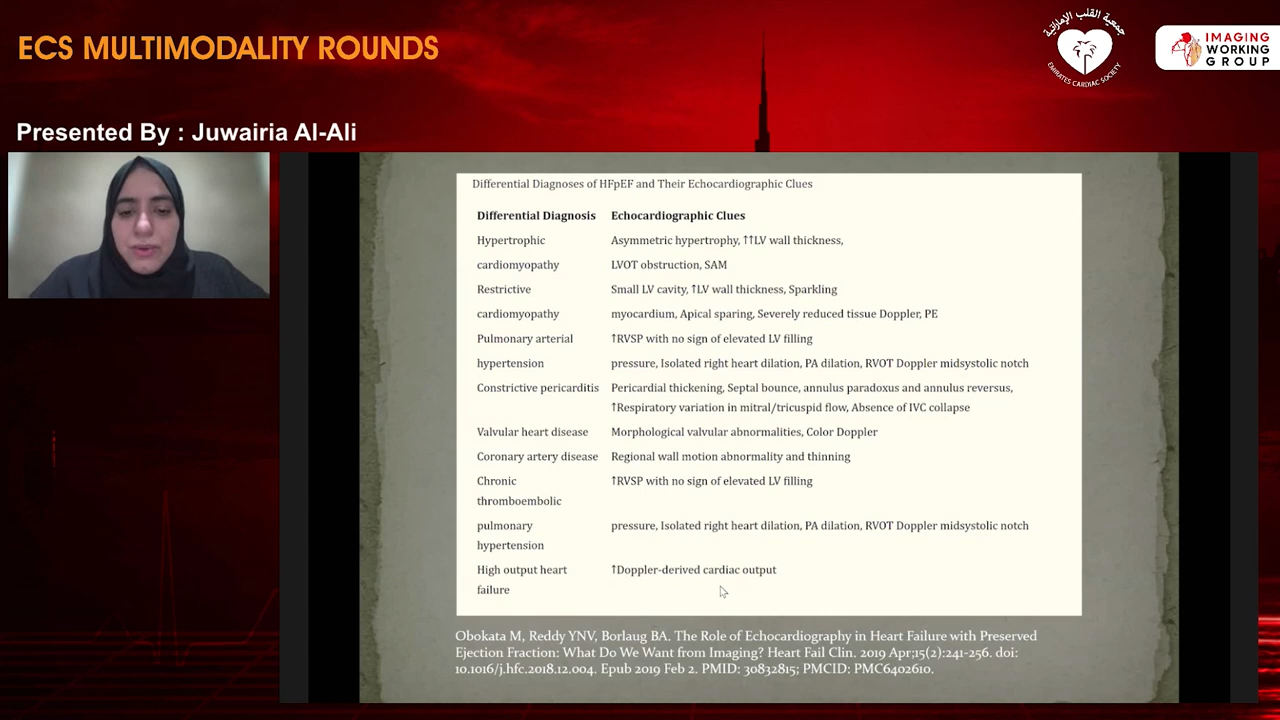 ECS MULTIMODALITY ROUNDS
جمعية القلب الإماراتية
EMIRATES CARDIAC SOCIETY
IMAGING
WORKING
GROUP
Presented By : Juwairia Al-Ali
Differential Diagnoses of HFpEF and Their Echocardiographic Clues
Differential Diagnosis Echocardiographic Clues
Hypertrophic Asymmetric hypertrophy, ↑↑LV wall thickness,
cardiomyopathy LVOT obstruction, SAM
Restrictive Small LV cavity, ↑LV wall thickness, Sparkling
cardiomyopathy myocardium, Apical sparing, Severely reduced tissue Doppler, PE
Pulmonary arterial ↑RVSP with no sign of elevated LV filling
hypertension pressure, Isolated right heart dilation, PA dilation, RVOT Doppler midsystolic notch
Constrictive pericarditis Pericardial thickening, Septal bounce, annulus paradoxus and annulus reversus,
↑Respiratory variation in mitral/tricuspid flow, Absence of IVC collapse
Valvular heart disease Morphological valvular abnormalities, Color Doppler
Coronary artery disease Regional wall motion abnormality and thinning
Chronic ↑RVSP with no sign of elevated LV filling
thromboembolic
pulmonary pressure, Isolated right heart dilation, PA dilation, RVOT Doppler midsystolic notch
hypertension
High output heart ↑Doppler-derived cardiac output
failure
Obokata M, Reddy YNV, Borlaug BA. The Role of Echocardiography in Heart Failure with Preserved
Ejection Fraction: What Do We Want from Imaging? Heart Fail Clin. 2019 Apr;15(2):241-256. doi:
10.1016/j.hfc.2018.12.004. Epub 2019 Feb 2. PMID: 30832815; PMCID: PMC6402610.